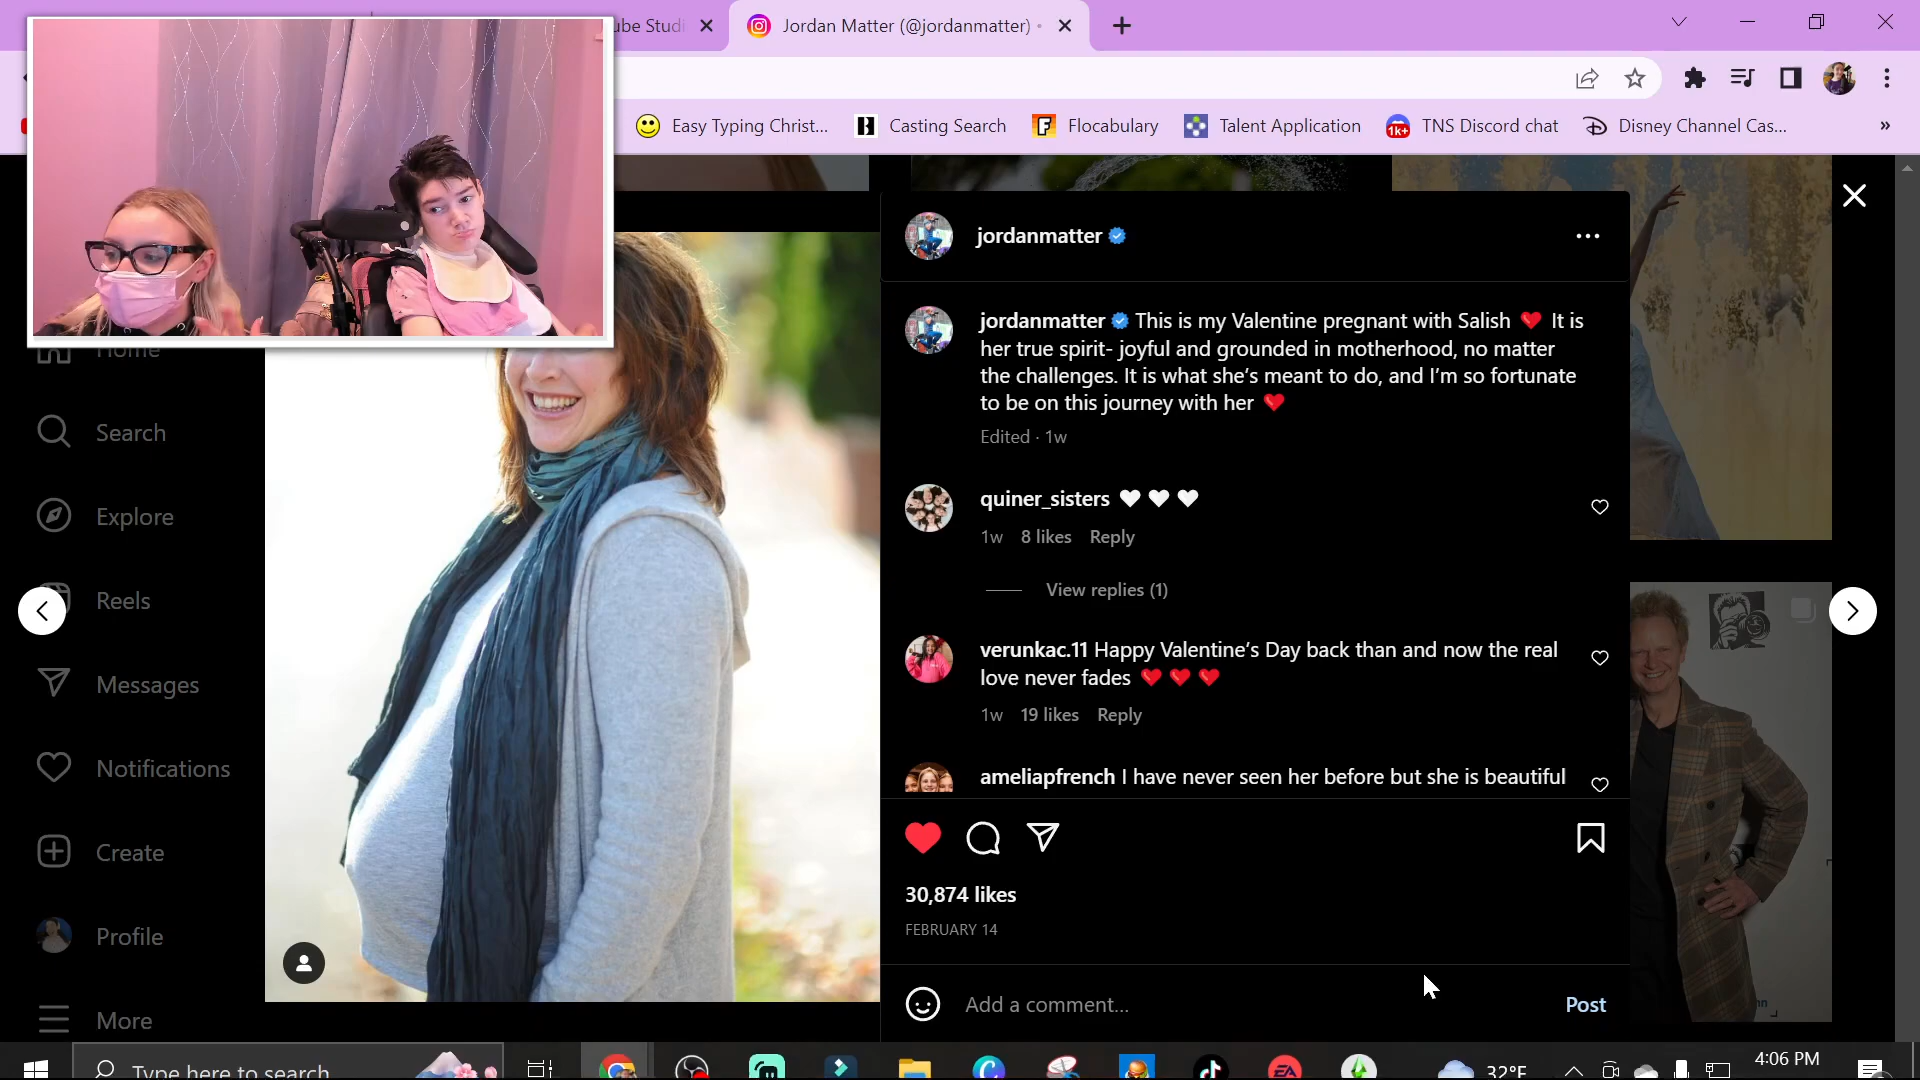 ube Studi
Jordan Matter (@jordanmatter) •
Easy Typing Christ...
Casting Search
Flocabulary
Talent Application
1k+
TNS Discord chat
Disney Channel Cas...
»
Home
Search
Explore
Reels
Messages
Notifications
Create
Profile
More
jordanmatter
jordanmatter This is my Valentine pregnant with Salish ❤️ It is
her true spirit- joyful and grounded in motherhood, no matter
the challenges. It is what she's meant to do, and I'm so fortunate
to be on this journey with her ❤️
Edited · 1w
quiner_sisters 🤍🤍🤍
1w 8 likes Reply
View replies (1)
verunkac.11 Happy Valentine's Day back than and now the real
love never fades ❤️❤️❤️
1w 19 likes Reply
ameliapfrench I have never seen her before but she is beautiful
30,874 likes
FEBRUARY 14
Add a comment...
Post
Type here to search
32°F
4:06 PM